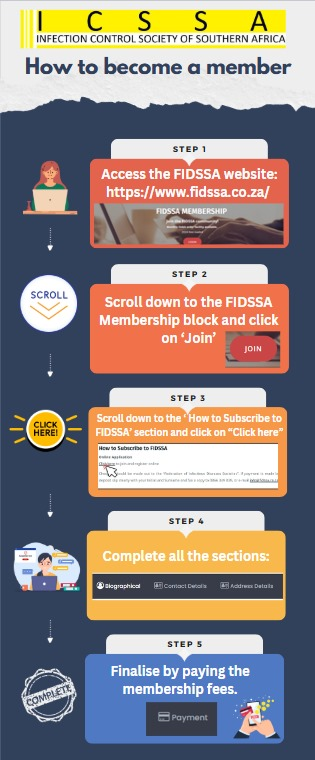 I C S S A
INFECTION CONTROL SOCIETY OF SOUTHERN AFRICA
How to become a member
STEP 1
Access the FIDSSA website:
https://www.fidssa.co.za/
FIDSSA MEMBERSHIP
STEP 2
SCROLL
Scroll down to the FIDSSA
Membership block and click
on ‘Join’
JOIN
STEP 3
CLICK
HERE!
Scroll down to the ‘How to Subscribe to
FIDSSA’ section and click on “Click here”
How to Subscribe to FIDSSA
Online Application
STEP 4
Complete all the sections:
Biographical
Contact Details
Address Details
STEP 5
COMPLETE
Finalise by paying the
membership fees.
Payment